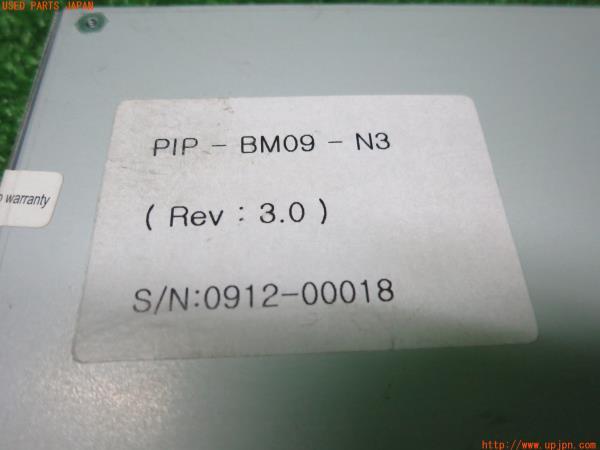 USED PARTS JAPAN
PIP - BM09 - N3
warranty
( Rev : 3.0 )
S/N:0912-00018
http://www.upjpn.com